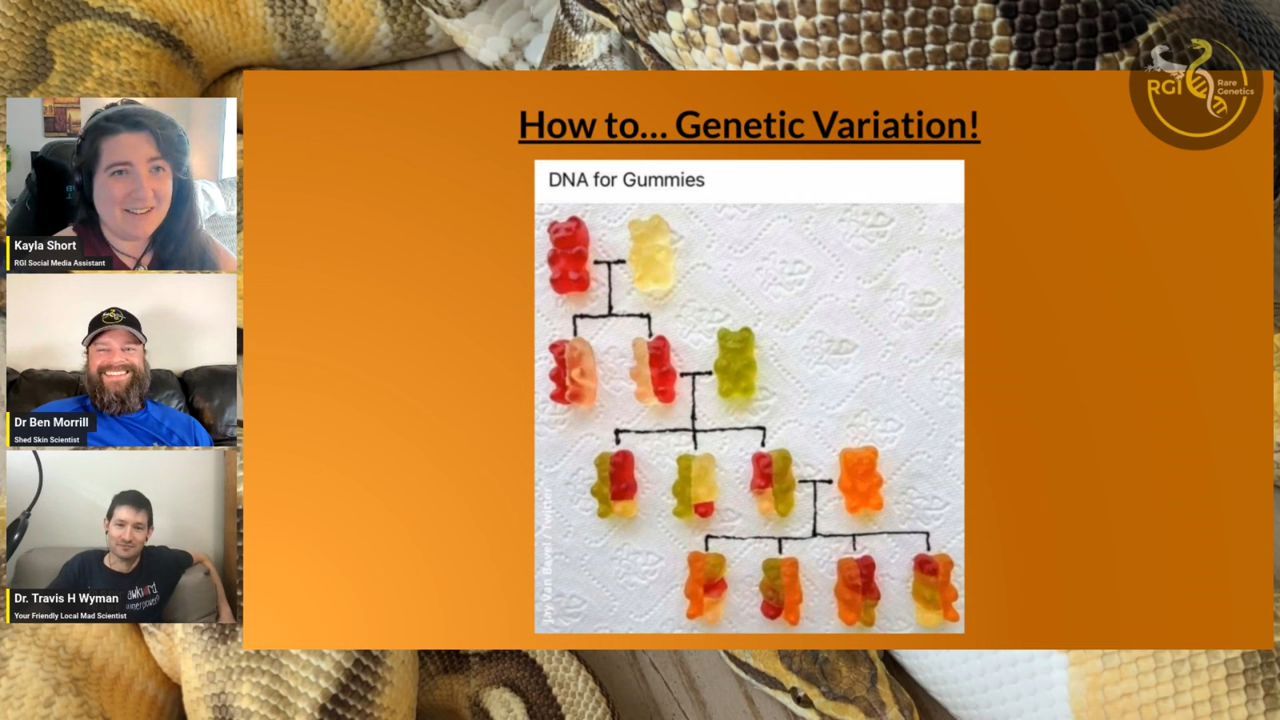 RGI Rare
Genetics
How to... Genetic Variation!
DNA for Gummies
Kayla Short
RGI Social Media Assistant
Dr Ben Morrill
Shed Skin Scientist
awkward
Dr. Travis H Wyman
Your Friendly Local Mad Scientist